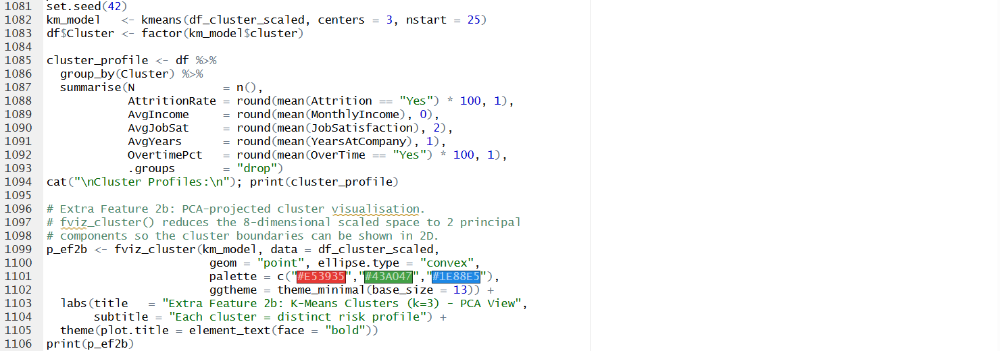 1081 set.seed(42)
1082 km_model   <- kmeans(df_cluster_scaled, centers = 3, nstart = 25)
1083 df$Cluster <- factor(km_model$cluster)
1084
1085 cluster_profile <- df %>%
1086   group_by(Cluster) %>%
1087   summarise(N             = n(),
1088             AttritionRate = round(mean(Attrition == "Yes") * 100, 1),
1089             AvgIncome     = round(mean(MonthlyIncome), 0),
1090             AvgJobSat     = round(mean(JobSatisfaction), 2),
1091             AvgYears      = round(mean(YearsAtCompany), 1),
1092             OvertimePct   = round(mean(OverTime == "Yes") * 100, 1),
1093             .groups       = "drop")
1094 cat("\nCluster Profiles:\n"); print(cluster_profile)
1095
1096 # Extra Feature 2b: PCA-projected cluster visualisation.
1097 # fviz_cluster() reduces the 8-dimensional scaled space to 2 principal
1098 # components so the cluster boundaries can be shown in 2D.
1099 p_ef2b <- fviz_cluster(km_model, data = df_cluster_scaled,
1100                        geom = "point", ellipse.type = "convex",
1101                        palette = c("#E53935","#43A047","#1E88E5"),
1102                        ggtheme = theme_minimal(base_size = 13)) +
1103   labs(title   = "Extra Feature 2b: K-Means Clusters (k=3) - PCA View",
1104        subtitle = "Each cluster = distinct risk profile") +
1105   theme(plot.title = element_text(face = "bold"))
1106 print(p_ef2b)